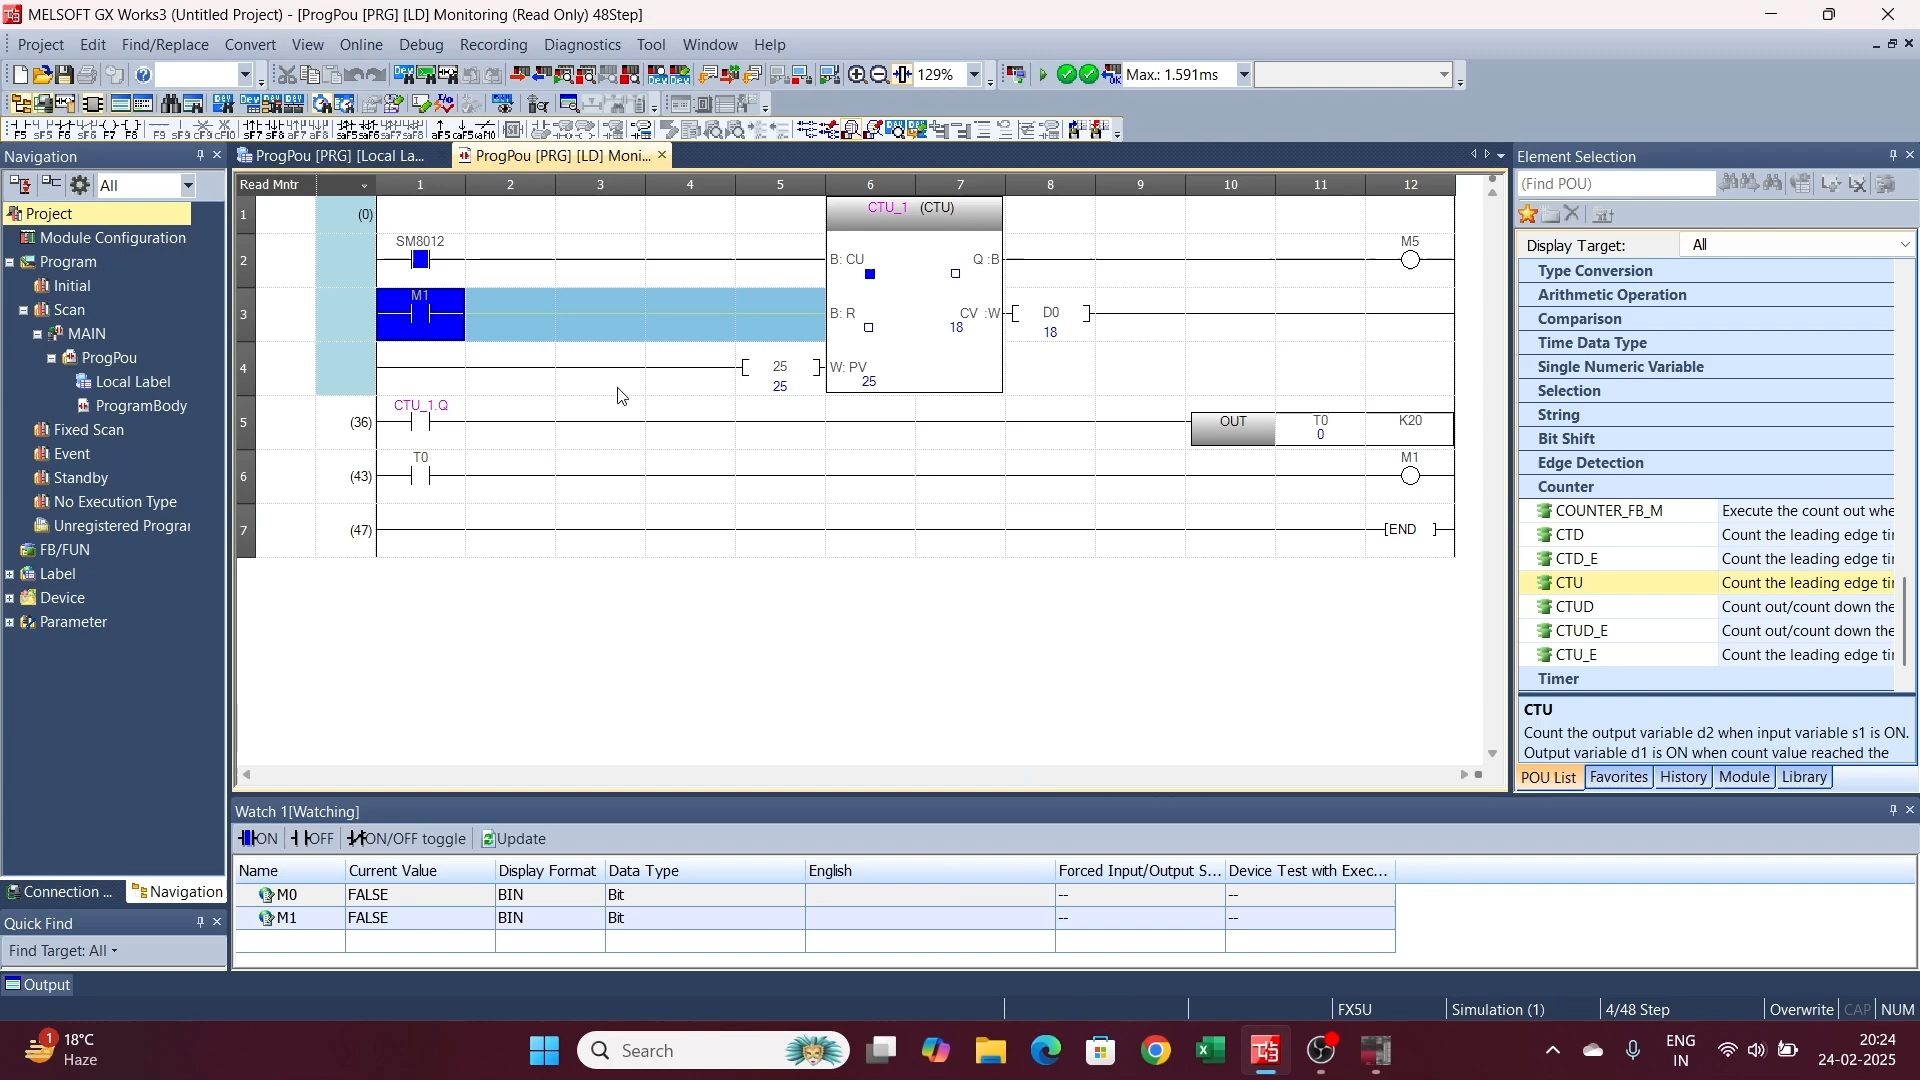 MELSOFT GX Works3 (Untitled Project) - [ProgPou [PRG] [LD] Monitoring (Read Only) 48Step]
Project Edit Find/Replace Convert View Online Debug Recording Diagnostics Tool Window Help
129% Max.: 1.591ms
Navigation
All
Project
Module Configuration
Program
Initial
Scan
MAIN
ProgPou
Local Label
ProgramBody
Fixed Scan
Event
Standby
No Execution Type
Unregistered Progra
FB/FUN
Label
Device
Parameter
Connection ... Navigation
Quick Find
Find Target: All
Output
ProgPou [PRG] [Local La... ProgPou [PRG] [LD] Moni...
Read Mntr 1 2 3 4 5 6 7 8 9 10 11 12
1 (0) CTU_1 (CTU)
2 SM8012 B: CU Q :B M5
3 M1 B: R CV :W D0
18 18
4 25 W: PV
25 25
5 (36) CTU_1.Q OUT T0 K20
0
6 (43) T0 M1
7 (47) [END ]
Element Selection
(Find POU)
Display Target: All
Type Conversion
Arithmetic Operation
Comparison
Time Data Type
Single Numeric Variable
Selection
String
Bit Shift
Edge Detection
Counter
COUNTER_FB_M Execute the count out whe
CTD Count the leading edge ti
CTD_E Count the leading edge ti
CTU Count the leading edge ti
CTUD Count out/count down the
CTUD_E Count out/count down the
CTU_E Count the leading edge ti
Timer
CTU
Count the output variable d2 when input variable s1 is ON.
Output variable d1 is ON when count value reached the
POU List Favorites History Module Library
Watch 1[Watching]
ON OFF ON/OFF toggle Update
Name Current Value Display Format Data Type English Forced Input/Output S... Device Test with Exec...
M0 FALSE BIN Bit -- --
M1 FALSE BIN Bit -- --
FX5U Simulation (1) 4/48 Step Overwrite CAP NUM
1 18°C
Haze
Search
ENG
IN
20:24
24-02-2025